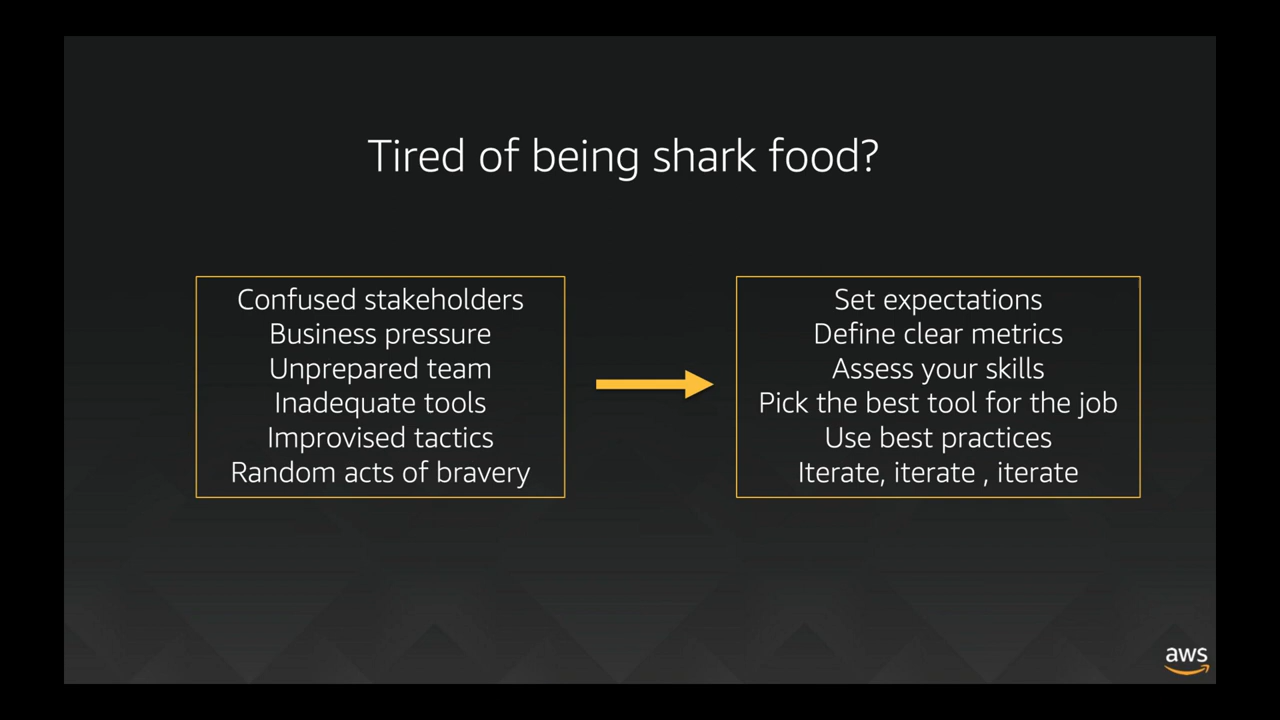 Tired of being shark food?
Confused stakeholders
Business pressure
Unprepared team
Inadequate tools
Improvised tactics
Random acts of bravery
Set expectations
Define clear metrics
Assess your skills
Pick the best tool for the job
Use best practices
Iterate, iterate , iterate
aws